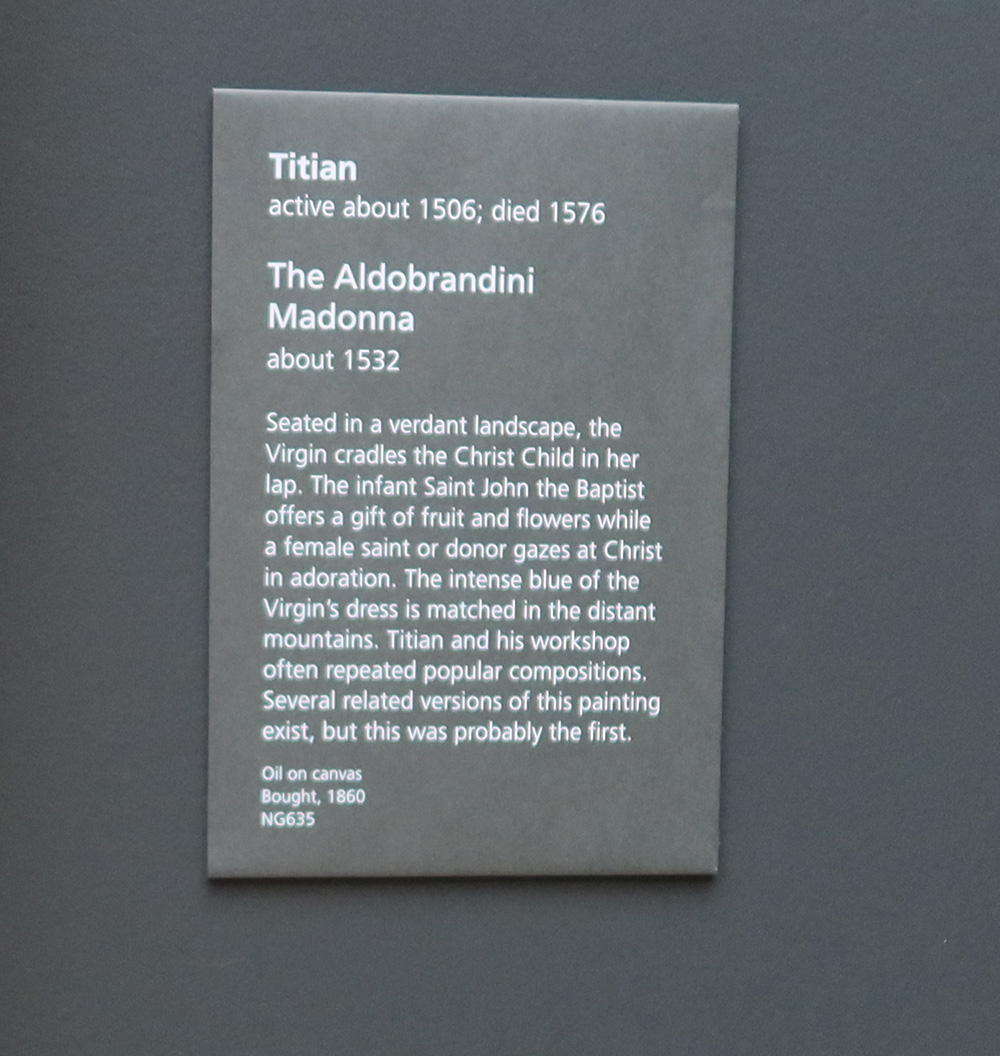 Titian
active about 1506; died 1576
The Aldobrandini
Madonna
about 1532
Seated in a verdant landscape, the
Virgin cradles the Christ Child in her
lap. The infant Saint John the Baptist
offers a gift of fruit and flowers while
a female saint or donor gazes at Christ
in adoration. The intense blue of the
Virgin’s dress is matched in the distant
mountains. Titian and his workshop
often repeated popular compositions.
Several related versions of this painting
exist, but this was probably the first.
Oil on canvas
Bought, 1860
NG635